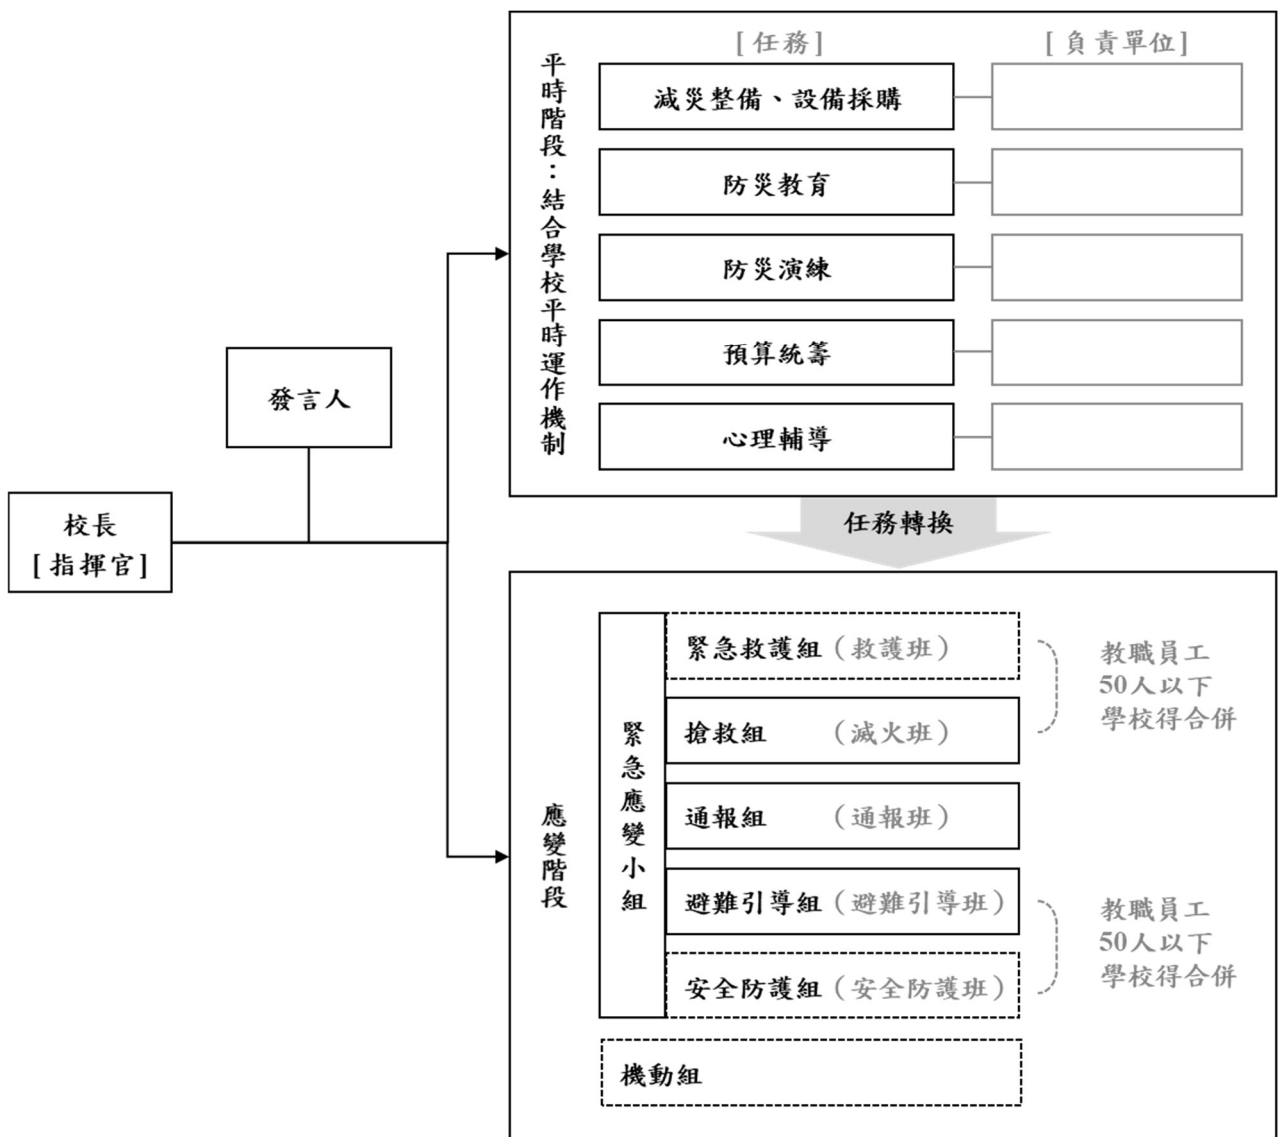 [任務]
[負責單位]
平時階段：結合學校平時運作機制
減災整備、設備採購
防災教育
防災演練
預算統籌
心理輔導
發言人
校長
[指揮官]
任務轉換
應變階段
緊急應變小組
緊急救護組（救護班）
搶救組（滅火班）
通報組（通報班）
避難引導組（避難引導班）
安全防護組（安全防護班）
機動組
教職員工
50人以下
學校得合併
教職員工
50人以下
學校得合併